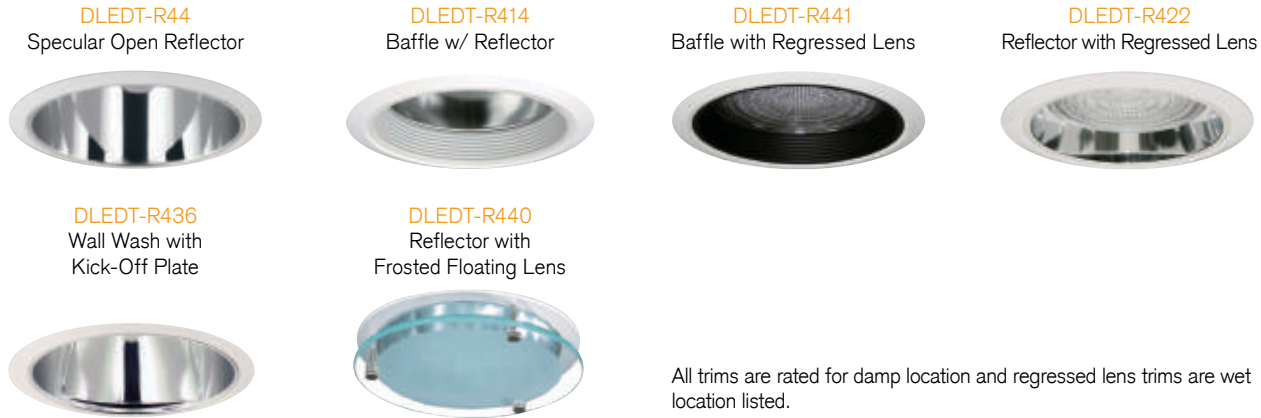 DLEDT-R44
Specular Open Reflector
DLEDT-R414
Baffle w/ Reflector
DLEDT-R441
Baffle with Regressed Lens
DLEDT-R422
Reflector with Regressed Lens
DLEDT-R436
Wall Wash with
Kick-Off Plate
DLEDT-R440
Reflector with
Frosted Floating Lens
All trims are rated for damp location and regressed lens trims are wet
location listed.